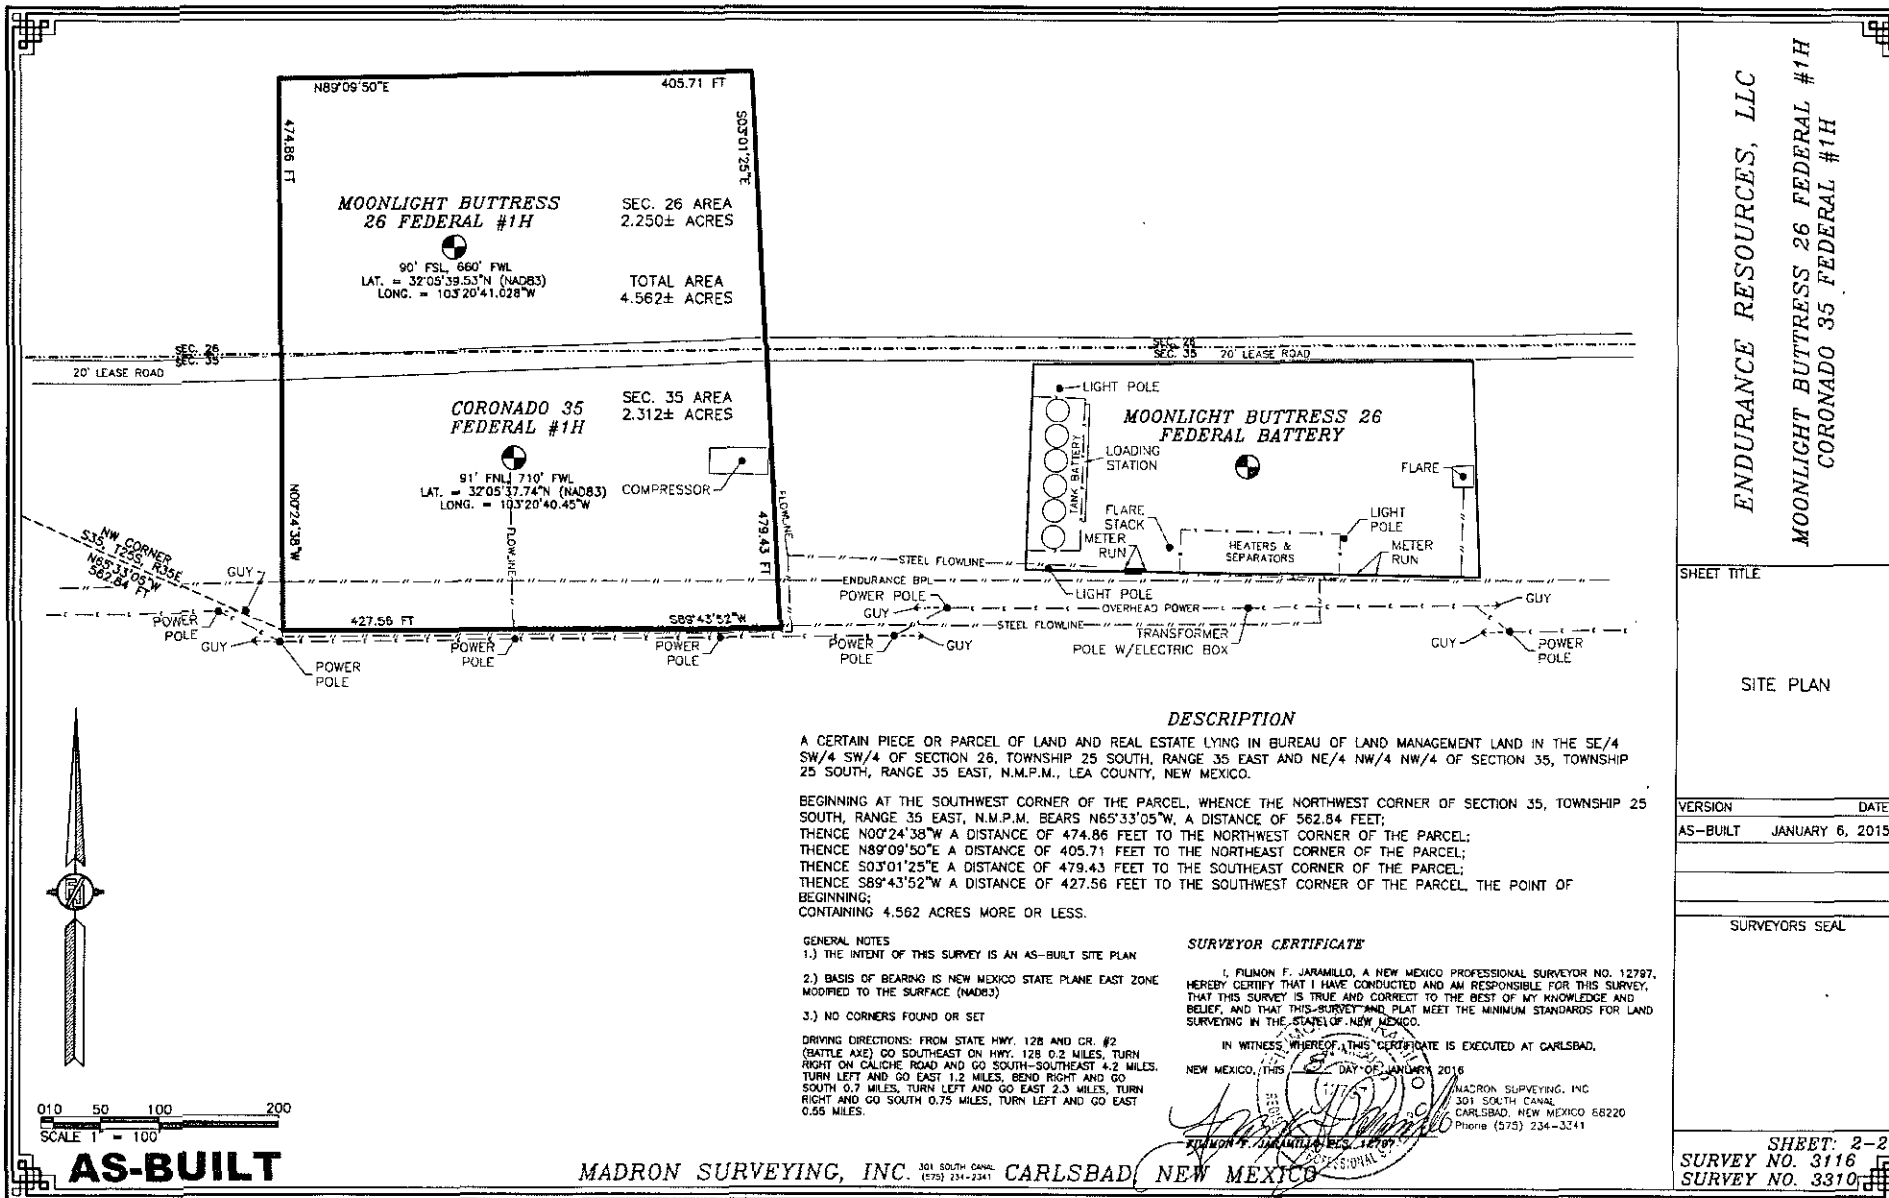 N89°09'50"E
405.71 FT
474.86 FT
S03°01'25"E
MOONLIGHT BUTTRESS
26 FEDERAL #1H
SEC. 26 AREA
2.250± ACRES
90' FSL, 660' FWL
LAT. = 32°05'39.53"N (NAD83)
LONG. = 103°20'41.028"W
TOTAL AREA
4.562± ACRES
SEC. 26
SEC. 35
20' LEASE ROAD
SEC. 26
SEC. 35
20' LEASE ROAD
CORONADO 35
FEDERAL #1H
SEC. 35 AREA
2.312± ACRES
91' FNL, 710' FWL
LAT. = 32°05'37.74"N (NAD83)
LONG. = 103°20'40.45"W
COMPRESSOR
N00°24'38"W
FLOWLINE
479.43 FT
FLOWLINE
NW CORNER
S35, T25S, R35E
N65°33'05"W
562.84 FT
GUY
POWER
POLE
GUY
POWER
POLE
427.56 FT
S89°43'52"W
POWER
POLE
POWER
POLE
POWER
POLE
GUY
LIGHT POLE
MOONLIGHT BUTTRESS 26
FEDERAL BATTERY
TANK BATTERY
LOADING
STATION
FLARE
FLARE
STACK
METER
RUN
HEATERS &
SEPARATORS
LIGHT
POLE
METER
RUN
STEEL FLOWLINE
ENDURANCE BPL
POWER POLE
GUY
LIGHT POLE
OVERHEAD POWER
STEEL FLOWLINE
TRANSFORMER
POLE W/ELECTRIC BOX
GUY
GUY
POWER
POLE
DESCRIPTION
A CERTAIN PIECE OR PARCEL OF LAND AND REAL ESTATE LYING IN BUREAU OF LAND MANAGEMENT LAND IN THE SE/4
SW/4 SW/4 OF SECTION 26, TOWNSHIP 25 SOUTH, RANGE 35 EAST AND NE/4 NW/4 NW/4 OF SECTION 35, TOWNSHIP
25 SOUTH, RANGE 35 EAST, N.M.P.M., LEA COUNTY, NEW MEXICO.
BEGINNING AT THE SOUTHWEST CORNER OF THE PARCEL, WHENCE THE NORTHWEST CORNER OF SECTION 35, TOWNSHIP 25
SOUTH, RANGE 35 EAST, N.M.P.M. BEARS N65°33'05"W, A DISTANCE OF 562.84 FEET;
THENCE N00°24'38"W A DISTANCE OF 474.86 FEET TO THE NORTHWEST CORNER OF THE PARCEL;
THENCE N89°09'50"E A DISTANCE OF 405.71 FEET TO THE NORTHEAST CORNER OF THE PARCEL;
THENCE S03°01'25"E A DISTANCE OF 479.43 FEET TO THE SOUTHEAST CORNER OF THE PARCEL;
THENCE S89°43'52"W A DISTANCE OF 427.56 FEET TO THE SOUTHWEST CORNER OF THE PARCEL, THE POINT OF
BEGINNING;
CONTAINING 4.562 ACRES MORE OR LESS.
GENERAL NOTES
1.) THE INTENT OF THIS SURVEY IS AN AS-BUILT SITE PLAN
2.) BASIS OF BEARING IS NEW MEXICO STATE PLANE EAST ZONE
MODIFIED TO THE SURFACE (NAD83)
3.) NO CORNERS FOUND OR SET
DRIVING DIRECTIONS: FROM STATE HWY. 128 AND CR. #2
(BATTLE AXE) GO SOUTHEAST ON HWY. 128 0.2 MILES, TURN
RIGHT ON CALICHE ROAD AND GO SOUTH-SOUTHEAST 4.2 MILES,
TURN LEFT AND GO EAST 1.2 MILES, BEND RIGHT AND GO
SOUTH 0.7 MILES, TURN LEFT AND GO EAST 2.3 MILES, TURN
RIGHT AND GO SOUTH 0.75 MILES, TURN LEFT AND GO EAST
0.55 MILES.
SURVEYOR CERTIFICATE
I, FILIMON F. JARAMILLO, A NEW MEXICO PROFESSIONAL SURVEYOR NO. 12797,
HEREBY CERTIFY THAT I HAVE CONDUCTED AND AM RESPONSIBLE FOR THIS SURVEY,
THAT THIS SURVEY IS TRUE AND CORRECT TO THE BEST OF MY KNOWLEDGE AND
BELIEF, AND THAT THIS SURVEY AND PLAT MEET THE MINIMUM STANDARDS FOR LAND
SURVEYING IN THE STATE OF NEW MEXICO.
IN WITNESS WHEREOF, THIS CERTIFICATE IS EXECUTED AT CARLSBAD,
NEW MEXICO, THIS DAY OF JANUARY 2016
MADRON SURVEYING, INC
301 SOUTH CANAL
CARLSBAD, NEW MEXICO 88220
Phone (575) 234-3341
FILIMON F. JARAMILLO PLS. 12797
010 50 100 200
SCALE 1" = 100'
AS-BUILT
MADRON SURVEYING, INC. 301 SOUTH CANAL (575) 234-3341 CARLSBAD, NEW MEXICO
ENDURANCE RESOURCES, LLC
MOONLIGHT BUTTRESS 26 FEDERAL #1H
CORONADO 35 FEDERAL #1H
SHEET TITLE
SITE PLAN
VERSION DATE
AS-BUILT JANUARY 6, 2015
SURVEYORS SEAL
SHEET: 2-2
SURVEY NO. 3116
SURVEY NO. 3310